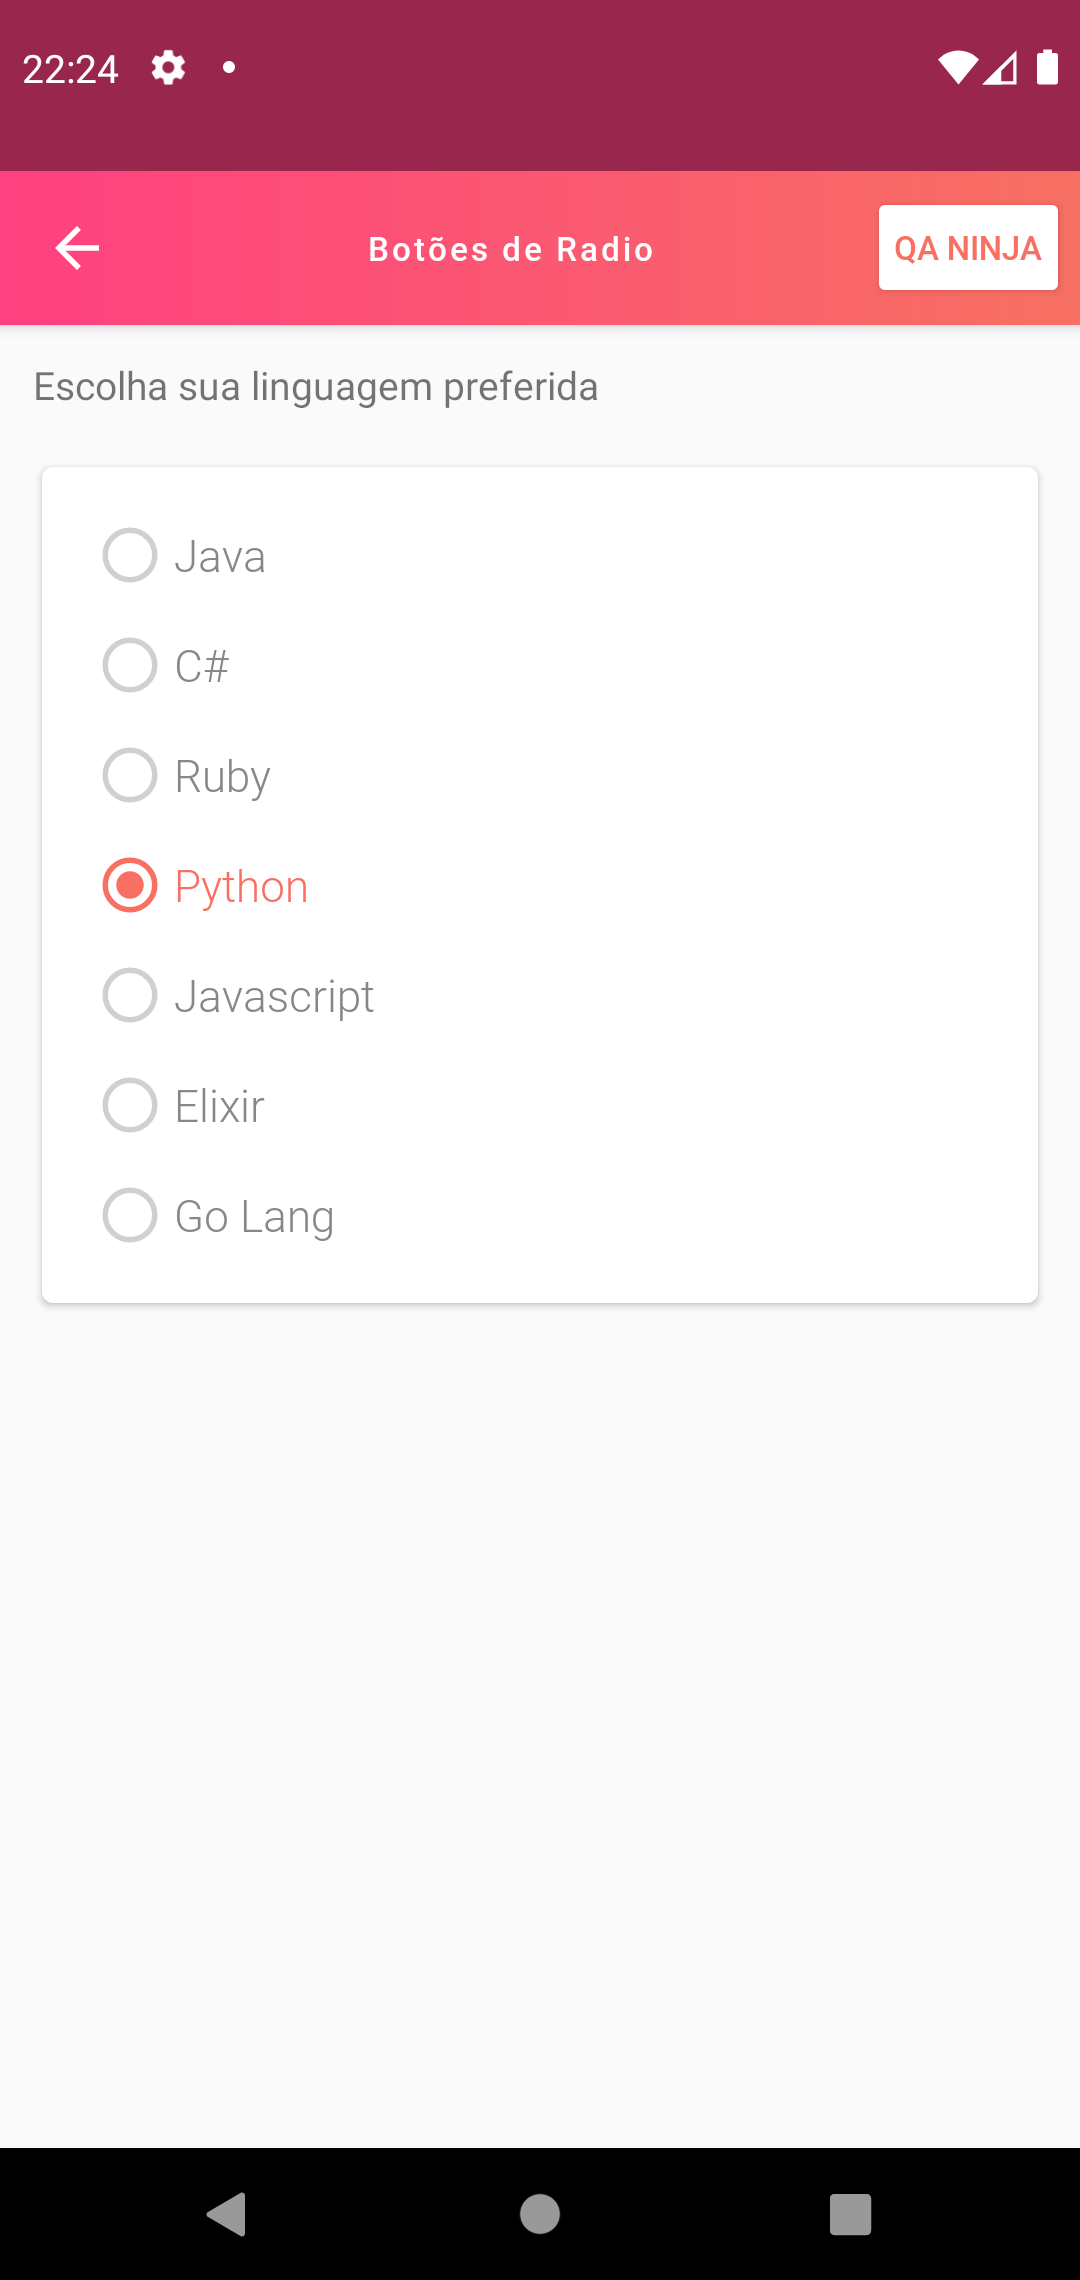 22:24
Botões de Radio
QA NINJA
Escolha sua linguagem preferida
Java
C#
Ruby
Python
Javascript
Elixir
Go Lang